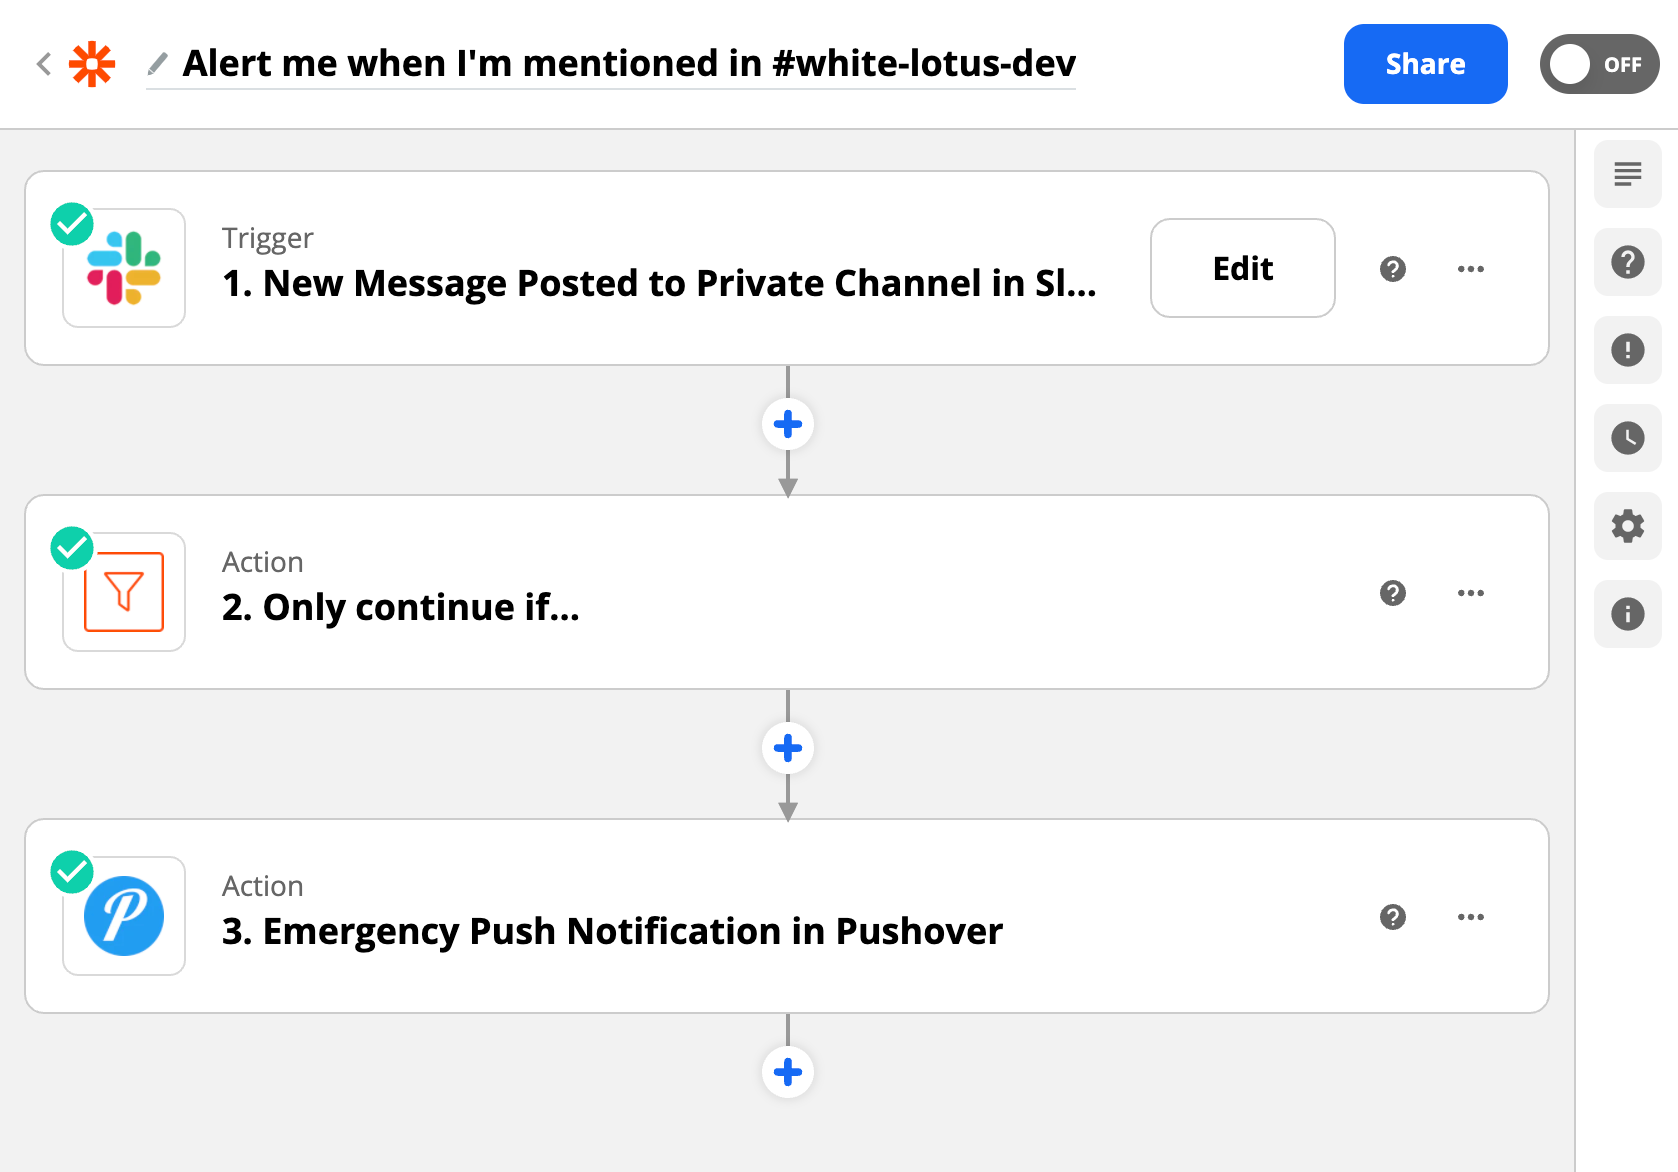 Alert me when I'm mentioned in #white-lotus-dev
Share
OFF
Trigger
1. New Message Posted to Private Channel in Sl...
Edit
Action
2. Only continue if...
Action
3. Emergency Push Notification in Pushover